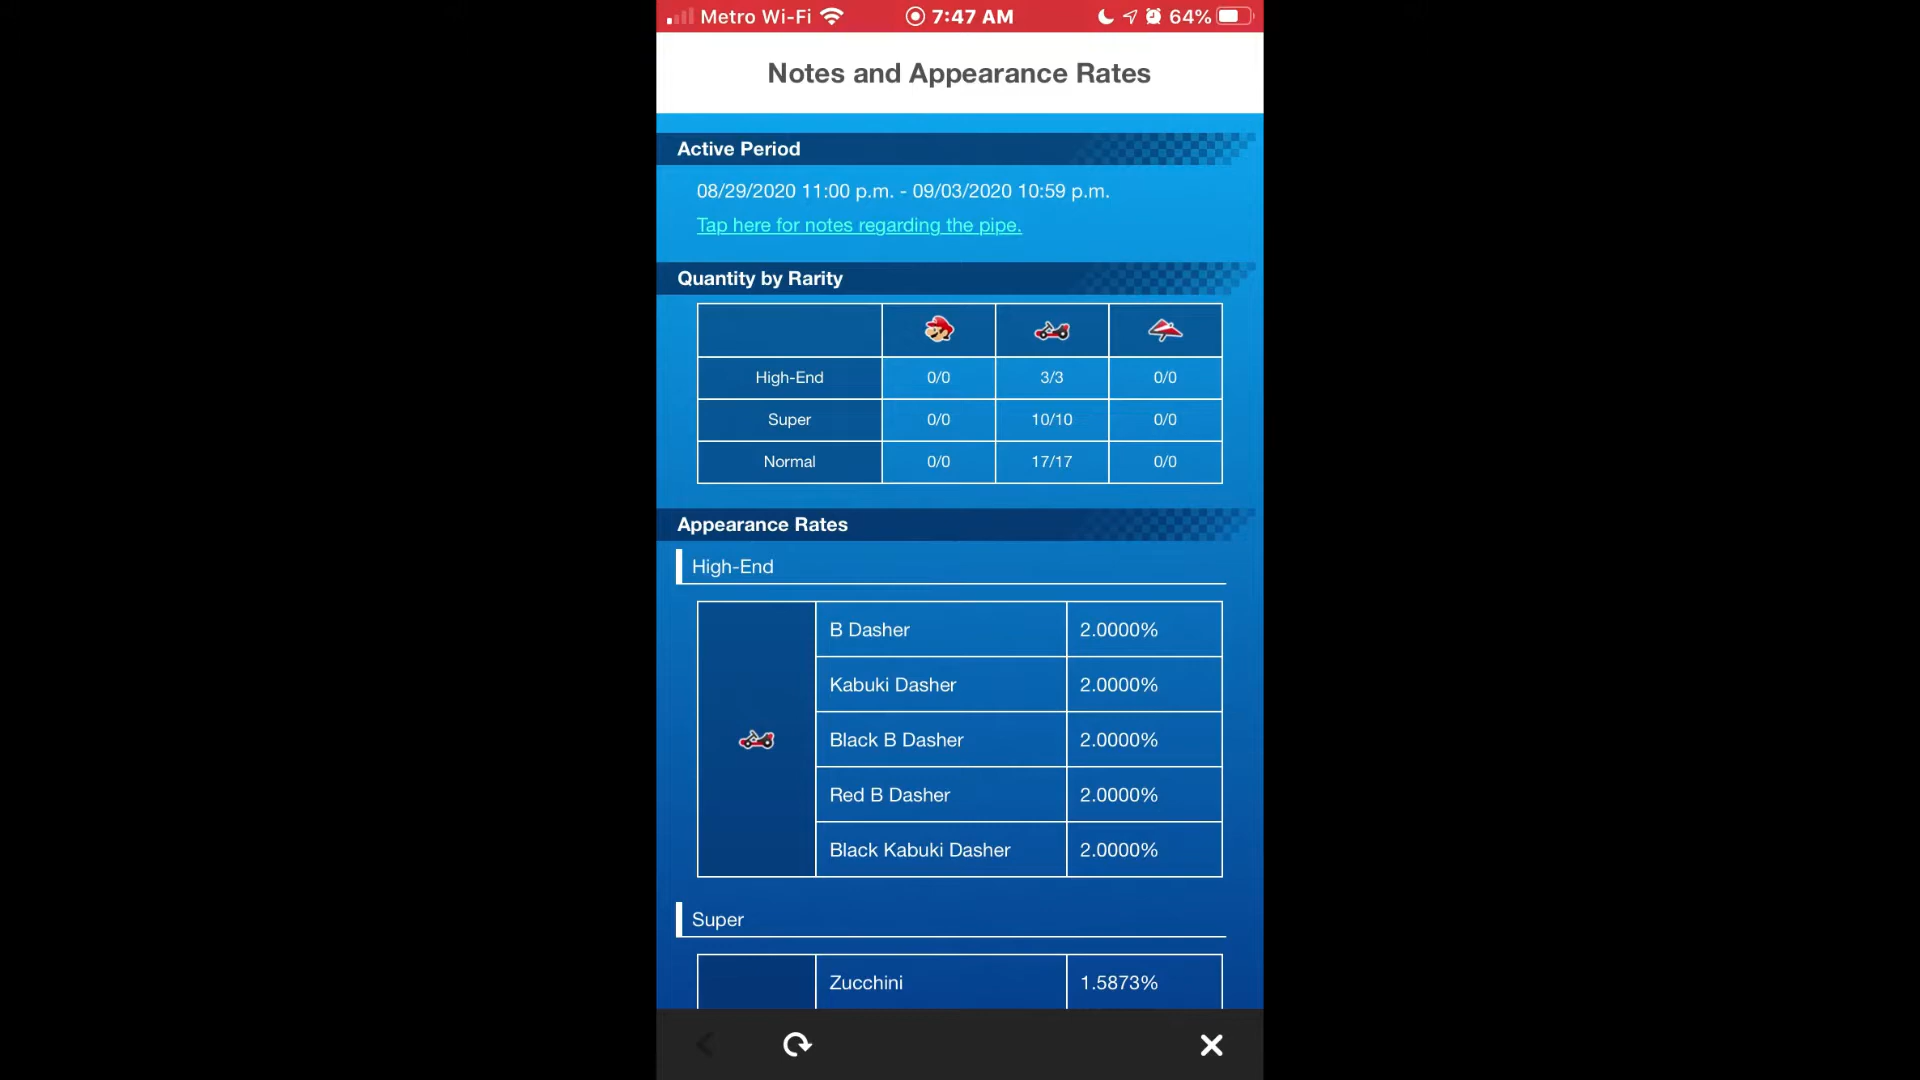 Metro Wi-Fi 7:47 AM 64%
Notes and Appearance Rates
Active Period
08/29/2020 11:00 p.m. - 09/03/2020 10:59 p.m.
Tap here for notes regarding the pipe.
Quantity by Rarity
High-End 0/0 3/3 0/0
Super 0/0 10/10 0/0
Normal 0/0 17/17 0/0
Appearance Rates
High-End
B Dasher 2.0000%
Kabuki Dasher 2.0000%
Black B Dasher 2.0000%
Red B Dasher 2.0000%
Black Kabuki Dasher 2.0000%
Super
Zucchini 1.5873%